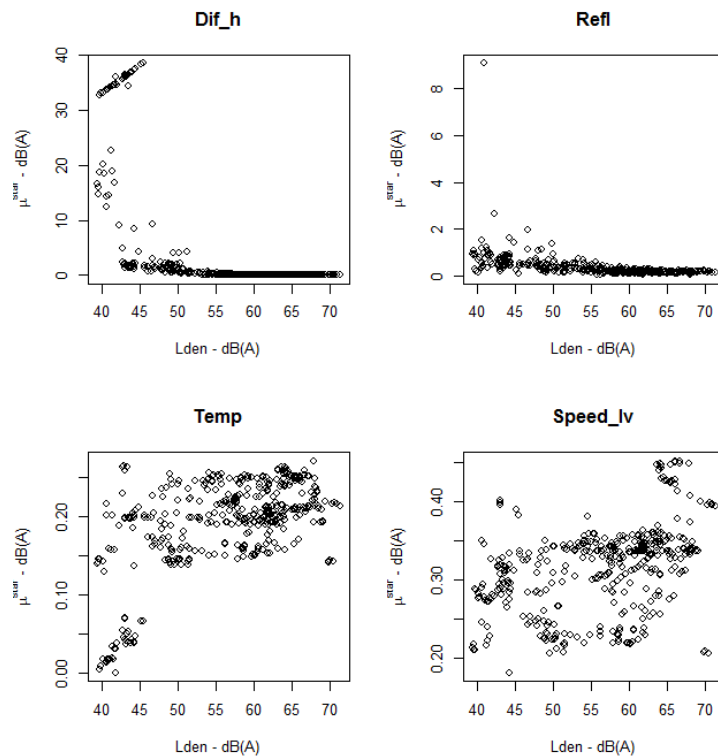 Dif_h
μ^star - dB(A)
40
30
20
10
0
40 45 50 55 60 65 70
Lden - dB(A)
Refl
μ^star - dB(A)
8
6
4
2
0
40 45 50 55 60 65 70
Lden - dB(A)
Temp
μ^star - dB(A)
0.20
0.10
0.00
40 45 50 55 60 65 70
Lden - dB(A)
Speed_lv
μ^star - dB(A)
0.40
0.30
0.20
40 45 50 55 60 65 70
Lden - dB(A)